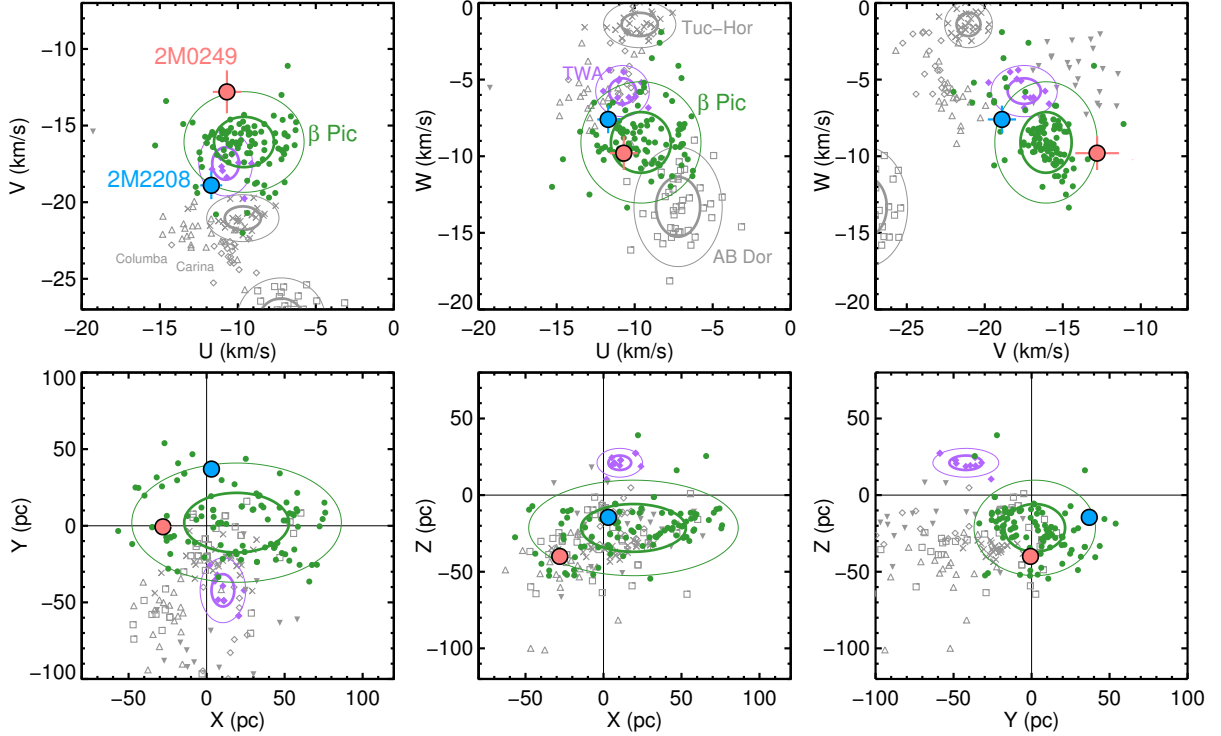 2M0249
β Pic
2M2208
Columba
Carina
−10
−15
−20
−25
V (km/s)
−20
−15
−10
−5
0
U (km/s)
Tuc−Hor
TWA
β Pic
AB Dor
0
−5
−10
−15
−20
W (km/s)
−20
−15
−10
−5
0
U (km/s)
0
−5
−10
−15
−20
W (km/s)
−25
−20
−15
−10
V (km/s)
100
50
0
−50
−100
Y (pc)
−50
0
50
100
X (pc)
50
0
−50
−100
Z (pc)
−50
0
50
100
X (pc)
50
0
−50
−100
Z (pc)
−100
−50
0
50
100
Y (pc)